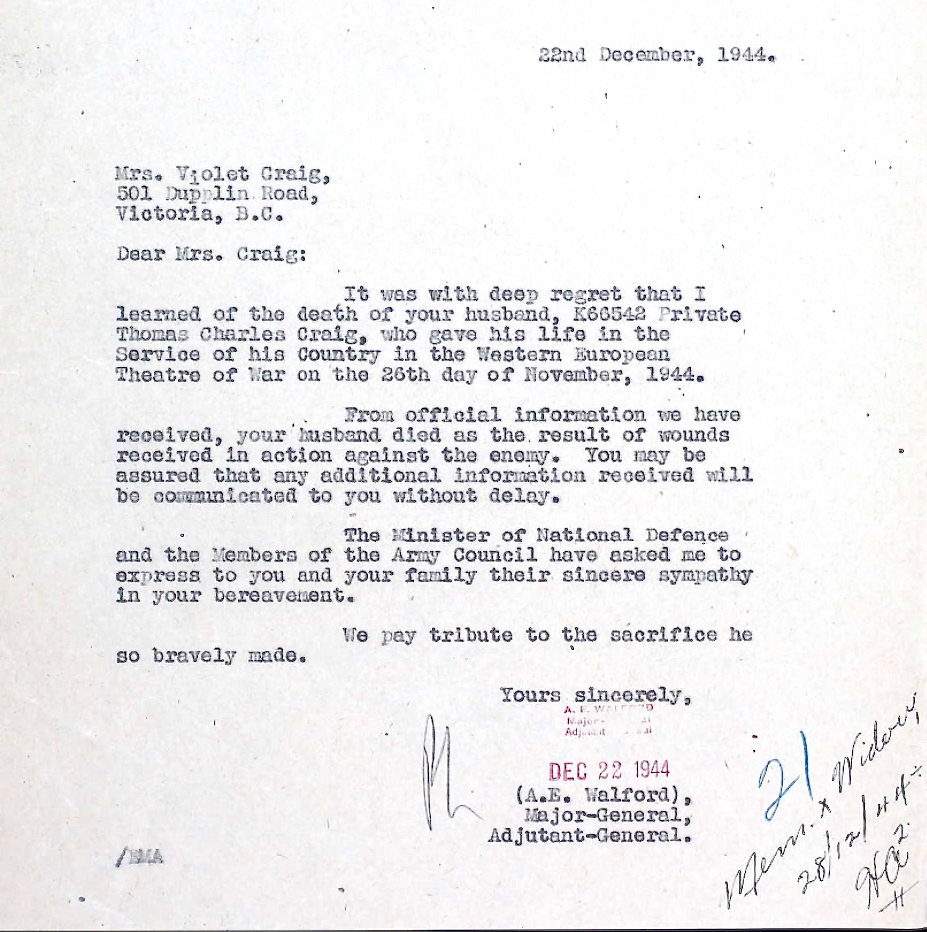 22nd December, 1944.
Mrs. Violet Craig,
501 Dupplin Road,
Victoria, B.C.
Dear Mrs. Craig:
It was with deep regret that I
learned of the death of your husband, K66542 Private
Thomas Charles Craig, who gave his life in the
Service of his Country in the Western European
Theatre of War on the 26th day of November, 1944.
From official information we have
received, your husband died as the result of wounds
received in action against the enemy. You may be
assured that any additional information received will
be communicated to you without delay.
The Minister of National Defence
and the Members of the Army Council have asked me to
express to you and your family their sincere sympathy
in your bereavement.
We pay tribute to the sacrifice he
so bravely made.
Yours sincerely,
A. E. WALFORD
Major-
DEC 22 1944
(A.E. Walford),
Major-General,
Adjutant-General.
21
Mem. x Widow,
28/12/44